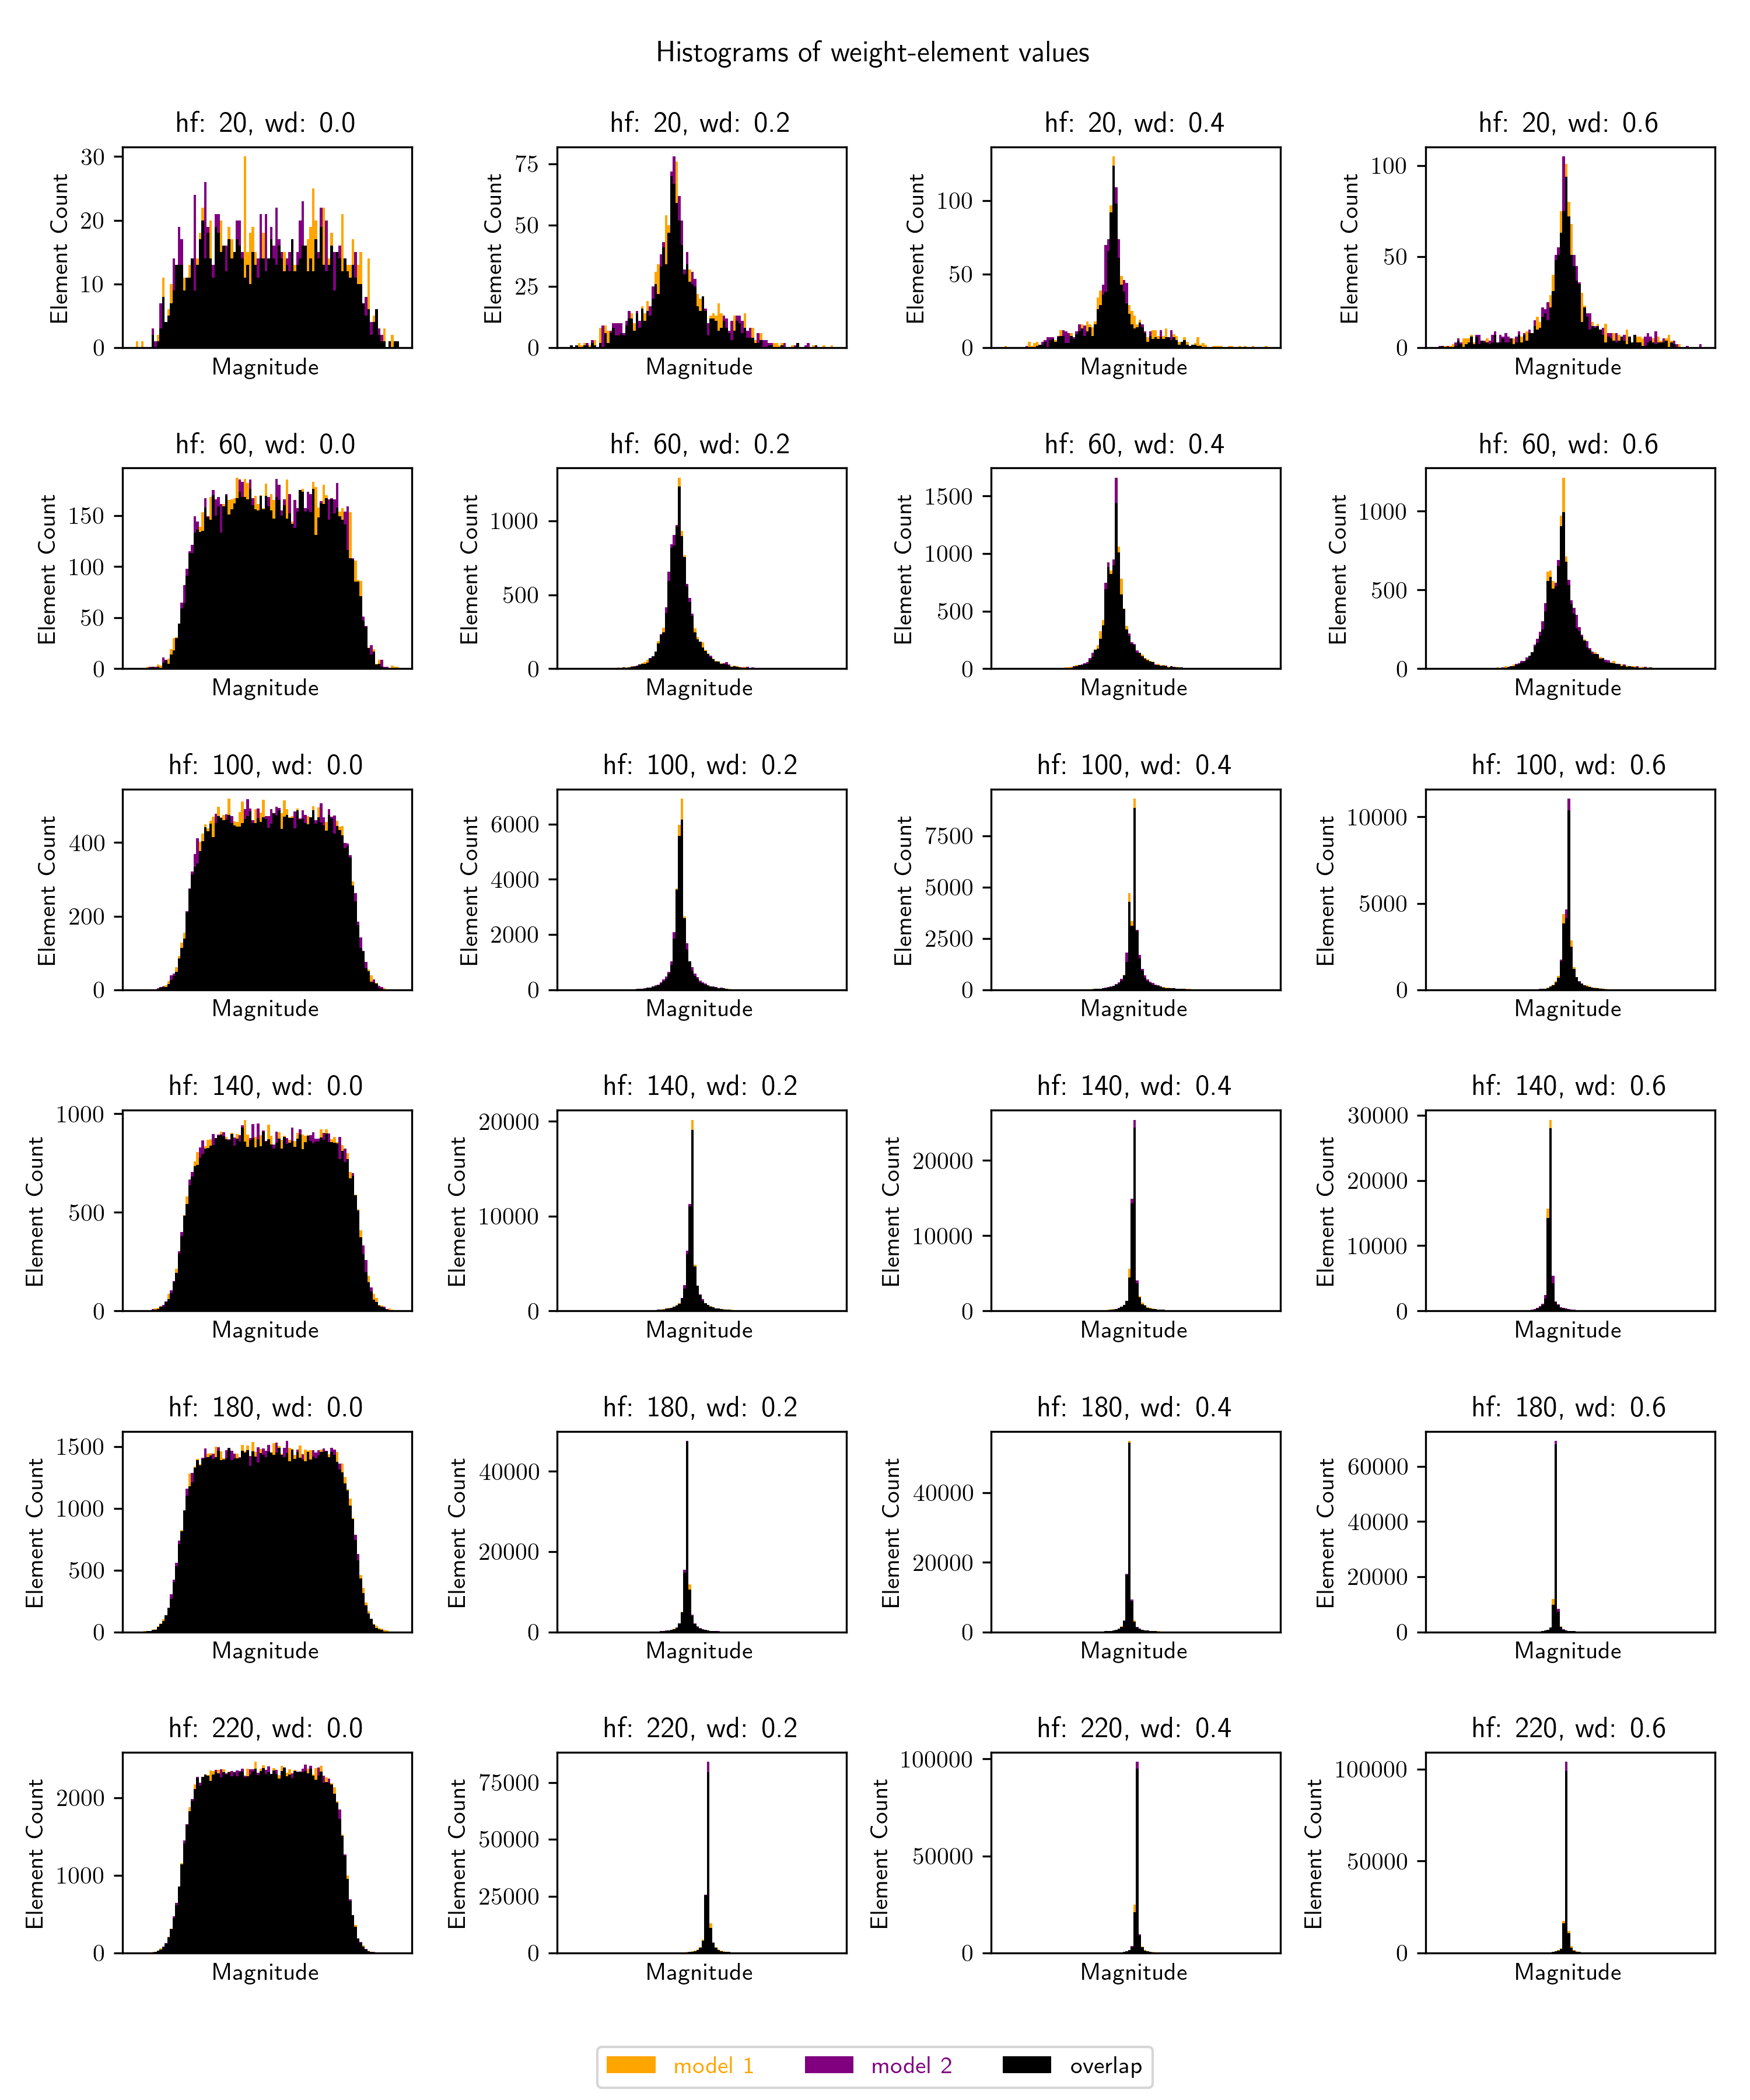 Histograms of weight-element values
hf: 20, wd: 0.0
hf: 20, wd: 0.2
hf: 20, wd: 0.4
hf: 20, wd: 0.6
Element Count
30
20
10
0
Magnitude
Element Count
75
50
25
0
Magnitude
Element Count
100
50
0
Magnitude
Element Count
100
50
0
Magnitude
hf: 60, wd: 0.0
hf: 60, wd: 0.2
hf: 60, wd: 0.4
hf: 60, wd: 0.6
Element Count
150
100
50
0
Magnitude
Element Count
1000
500
0
Magnitude
Element Count
1500
1000
500
0
Magnitude
Element Count
1000
500
0
Magnitude
hf: 100, wd: 0.0
hf: 100, wd: 0.2
hf: 100, wd: 0.4
hf: 100, wd: 0.6
Element Count
400
200
0
Magnitude
Element Count
6000
4000
2000
0
Magnitude
Element Count
7500
5000
2500
0
Magnitude
Element Count
10000
5000
0
Magnitude
hf: 140, wd: 0.0
hf: 140, wd: 0.2
hf: 140, wd: 0.4
hf: 140, wd: 0.6
Element Count
1000
500
0
Magnitude
Element Count
20000
10000
0
Magnitude
Element Count
20000
10000
0
Magnitude
Element Count
30000
20000
10000
0
Magnitude
hf: 180, wd: 0.0
hf: 180, wd: 0.2
hf: 180, wd: 0.4
hf: 180, wd: 0.6
Element Count
1500
1000
500
0
Magnitude
Element Count
40000
20000
0
Magnitude
Element Count
40000
20000
0
Magnitude
Element Count
60000
40000
20000
0
Magnitude
hf: 220, wd: 0.0
hf: 220, wd: 0.2
hf: 220, wd: 0.4
hf: 220, wd: 0.6
Element Count
2000
1000
0
Magnitude
Element Count
75000
50000
25000
0
Magnitude
Element Count
100000
50000
0
Magnitude
Element Count
100000
50000
0
Magnitude
model 1
model 2
overlap